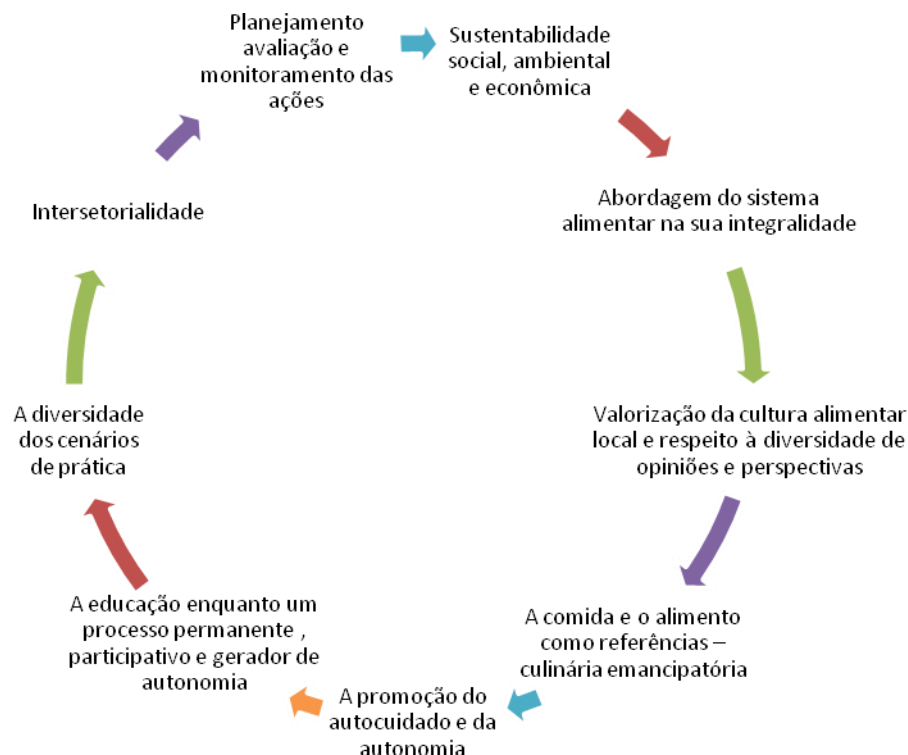 Planejamento
avaliação e
monitoramento das
ações
Sustentabilidade
social, ambiental
e econômica
Abordagem do sistema
alimentar na sua integralidade
Valorização da cultura alimentar
local e respeito à diversidade de
opiniões e perspectivas
A comida e o alimento
como referências –
culinária emancipatória
A promoção do
autocuidado e da
autonomia
A educação enquanto um
processo permanente ,
participativo e gerador de
autonomia
A diversidade
dos cenários
de prática
Intersetorialidade